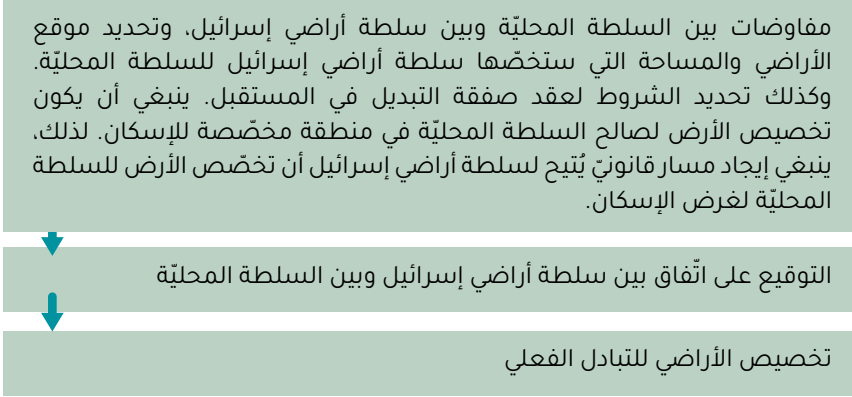 مفاوضات بين السلطة المحليّة وبين سلطة أراضي إسرائيل، وتحديد موقع
الأراضي والمساحة التي ستخصّها سلطة أراضي إسرائيل للسلطة المحليّة.
وكذلك تحديد الشروط لعقد صفقة التبديل في المستقبل. ينبغي أن يكون
تخصيص الأرض لصالح السلطة المحليّة في منطقة مخصّصة للإسكان. لذلك،
ينبغي إيجاد مسار قانونيّ يُتيح لسلطة أراضي إسرائيل أن تخصّص الأرض للسلطة
المحليّة لغرض الإسكان.
التوقيع على اتّفاق بين سلطة أراضي إسرائيل وبين السلطة المحليّة
تخصيص الأراضي للتبادل الفعلي